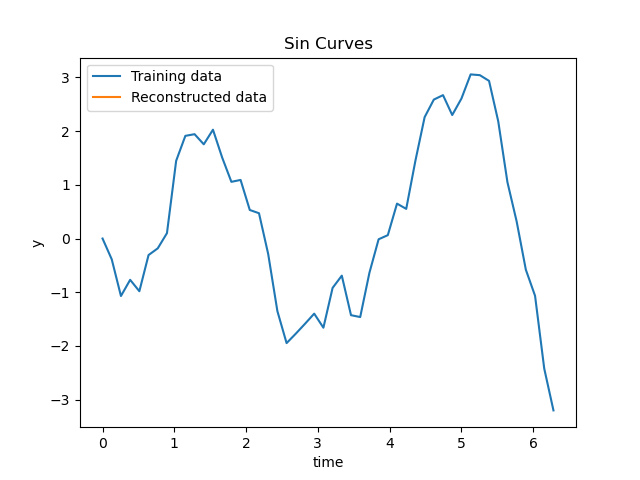 Sin Curves
Training data
Reconstructed data
3
2
1
0
−1
−2
−3
y
0 1 2 3 4 5 6
time